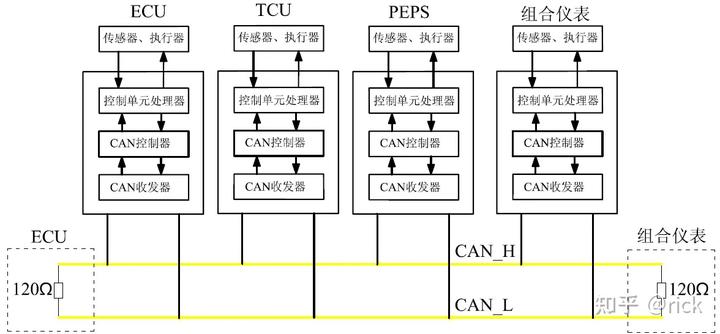 ECU TCU PEPS 组合仪表
传感器、执行器 传感器、执行器 传感器、执行器 传感器、执行器
控制单元处理器 控制单元处理器 控制单元处理器 控制单元处理器
CAN控制器 CAN控制器 CAN控制器 CAN控制器
CAN收发器 CAN收发器 CAN收发器 CAN收发器
ECU 组合仪表
CAN_H
120Ω 120Ω
CAN_L
知乎 @rick